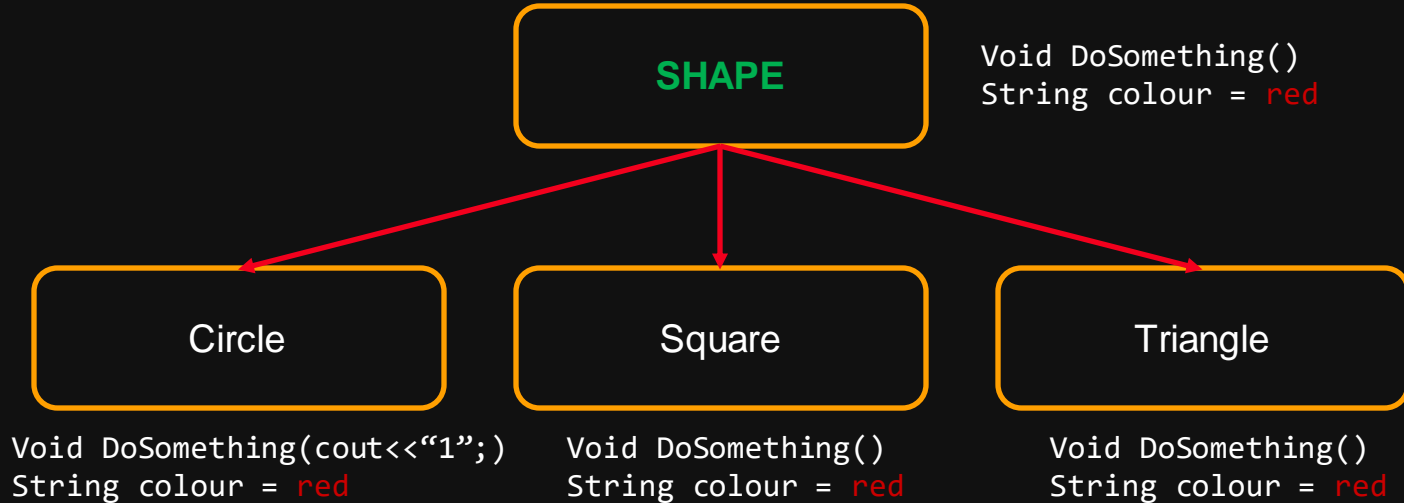 SHAPE
Void DoSomething()
String colour = red
Circle
Square
Triangle
Void DoSomething(cout<<“1”;)
String colour = red
Void DoSomething()
String colour = red
Void DoSomething()
String colour = red